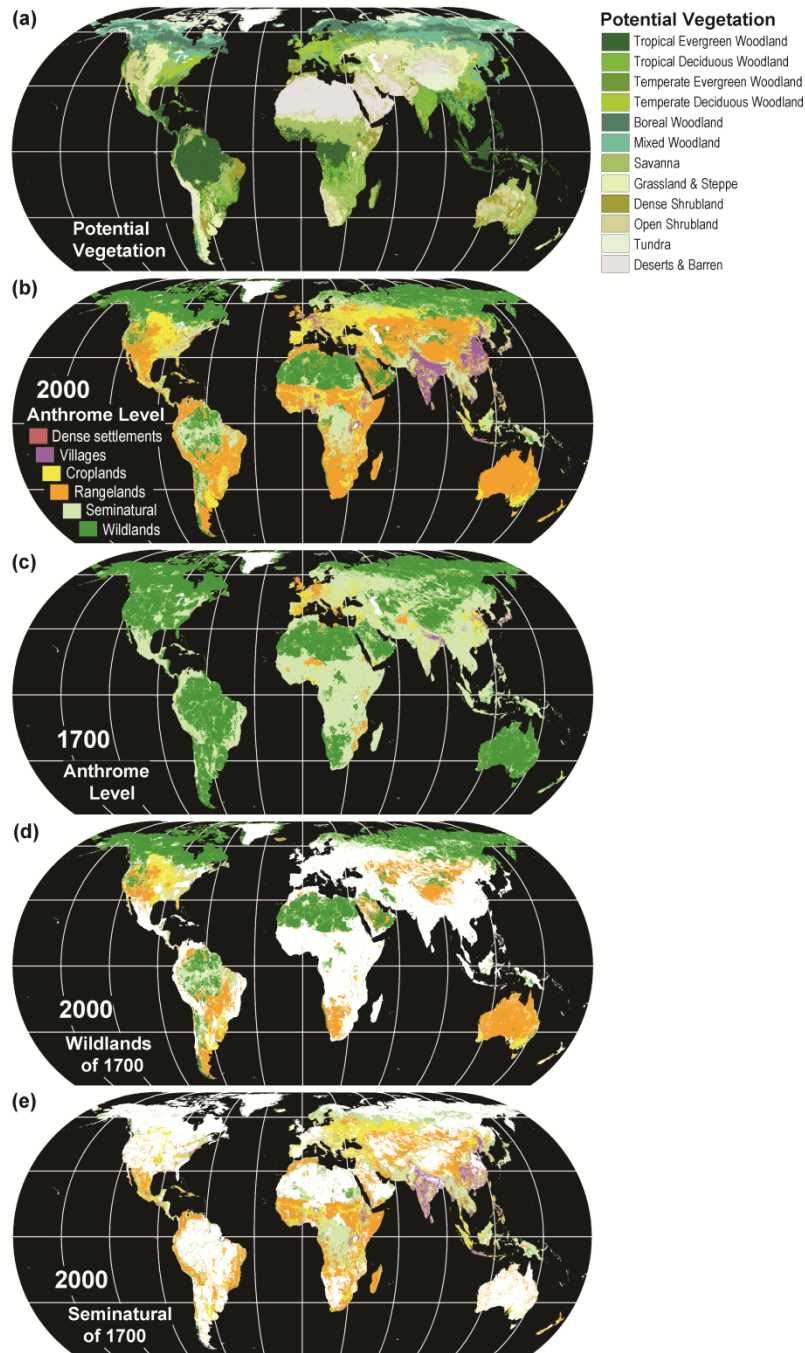 (a)
Potential
Vegetation
Potential Vegetation
Tropical Evergreen Woodland
Tropical Deciduous Woodland
Temperate Evergreen Woodland
Temperate Deciduous Woodland
Boreal Woodland
Mixed Woodland
Savanna
Grassland & Steppe
Dense Shrubland
Open Shrubland
Tundra
Deserts & Barren
(b)
2000
Anthrome Level
Dense settlements
Villages
Croplands
Rangelands
Seminatural
Wildlands
(c)
1700
Anthrome
Level
(d)
2000
Wildlands
of 1700
(e)
2000
Seminatural
of 1700